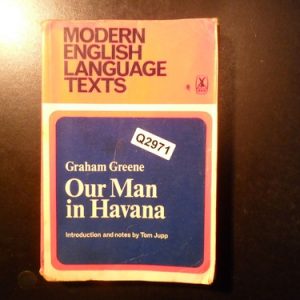 MODERN
ENGLISH
LANGUAGE
TEXTS
Q2971
Graham Greene
Our Man
in Havana
Introduction and notes by Tom Jupp